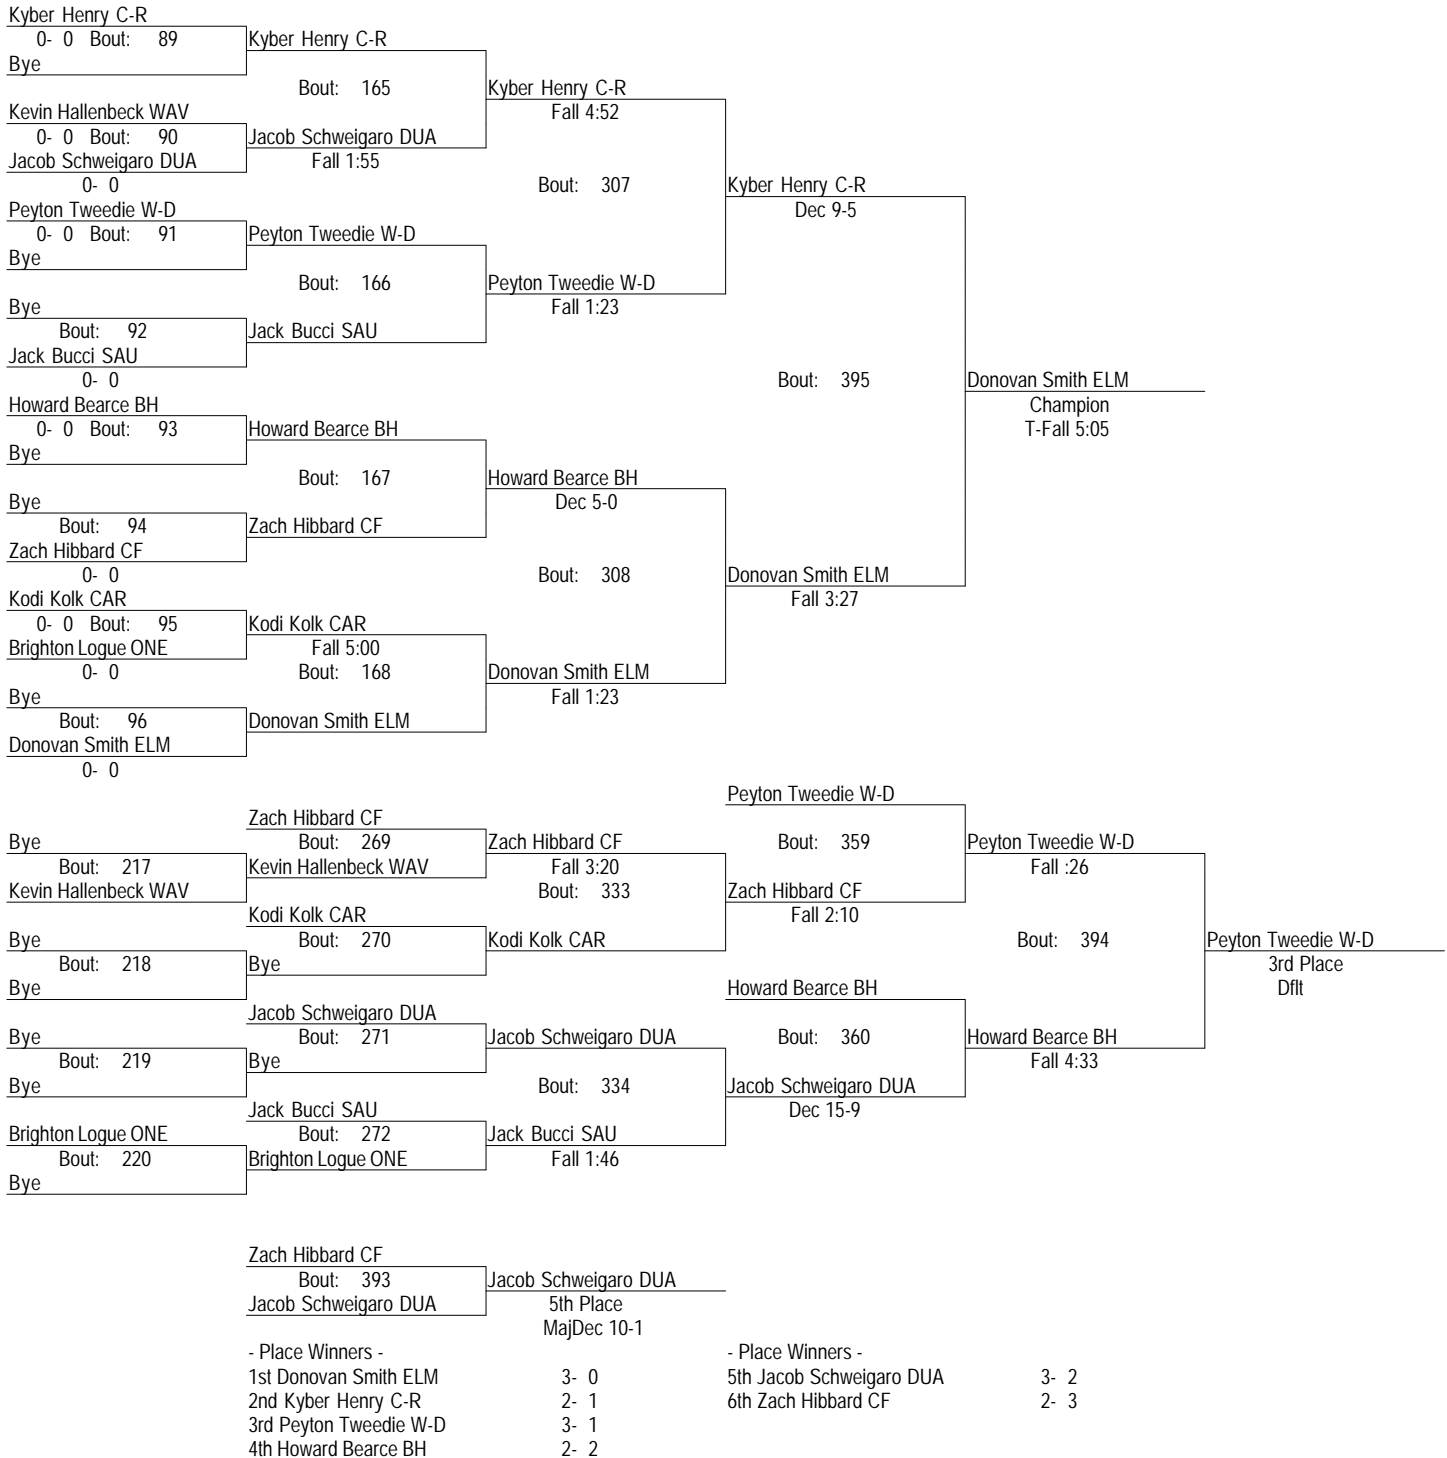 Kyber Henry C-R
0- 0 Bout: 89 Kyber Henry C-R
Bye
Bout: 165 Kyber Henry C-R
Kevin Hallenbeck WAV Fall 4:52
0- 0 Bout: 90 Jacob Schweigaro DUA
Jacob Schweigaro DUA Fall 1:55
0- 0 Bout: 307 Kyber Henry C-R
Peyton Tweedie W-D Dec 9-5
0- 0 Bout: 91 Peyton Tweedie W-D
Bye
Bout: 166 Peyton Tweedie W-D
Bye Fall 1:23
Bout: 92 Jack Bucci SAU
Jack Bucci SAU
0- 0 Bout: 395 Donovan Smith ELM
Howard Bearce BH Champion
0- 0 Bout: 93 Howard Bearce BH T-Fall 5:05
Bye
Bout: 167 Howard Bearce BH
Bye Dec 5-0
Bout: 94 Zach Hibbard CF
Zach Hibbard CF
0- 0 Bout: 308 Donovan Smith ELM
Kodi Kolk CAR Fall 3:27
0- 0 Bout: 95 Kodi Kolk CAR
Brighton Logue ONE Fall 5:00
0- 0 Bout: 168 Donovan Smith ELM
Bye Fall 1:23
Bout: 96 Donovan Smith ELM
Donovan Smith ELM
0- 0
Peyton Tweedie W-D
Zach Hibbard CF
Bye Bout: 269 Zach Hibbard CF Bout: 359 Peyton Tweedie W-D
Bout: 217 Kevin Hallenbeck WAV Fall 3:20 Fall :26
Kevin Hallenbeck WAV Bout: 333 Zach Hibbard CF
Kodi Kolk CAR Fall 2:10
Bye Bout: 270 Kodi Kolk CAR Bout: 394 Peyton Tweedie W-D
Bout: 218 Bye 3rd Place
Bye Howard Bearce BH Dflt
Jacob Schweigaro DUA
Bye Bout: 271 Jacob Schweigaro DUA Bout: 360 Howard Bearce BH
Bout: 219 Bye Fall 4:33
Bye Bout: 334 Jacob Schweigaro DUA
Jack Bucci SAU Dec 15-9
Brighton Logue ONE Bout: 272 Jack Bucci SAU
Bout: 220 Brighton Logue ONE Fall 1:46
Bye
Zach Hibbard CF
Bout: 393 Jacob Schweigaro DUA
Jacob Schweigaro DUA 5th Place
MajDec 10-1
- Place Winners - - Place Winners -
1st Donovan Smith ELM 3- 0 5th Jacob Schweigaro DUA 3- 2
2nd Kyber Henry C-R 2- 1 6th Zach Hibbard CF 2- 3
3rd Peyton Tweedie W-D 3- 1
4th Howard Bearce BH 2- 2